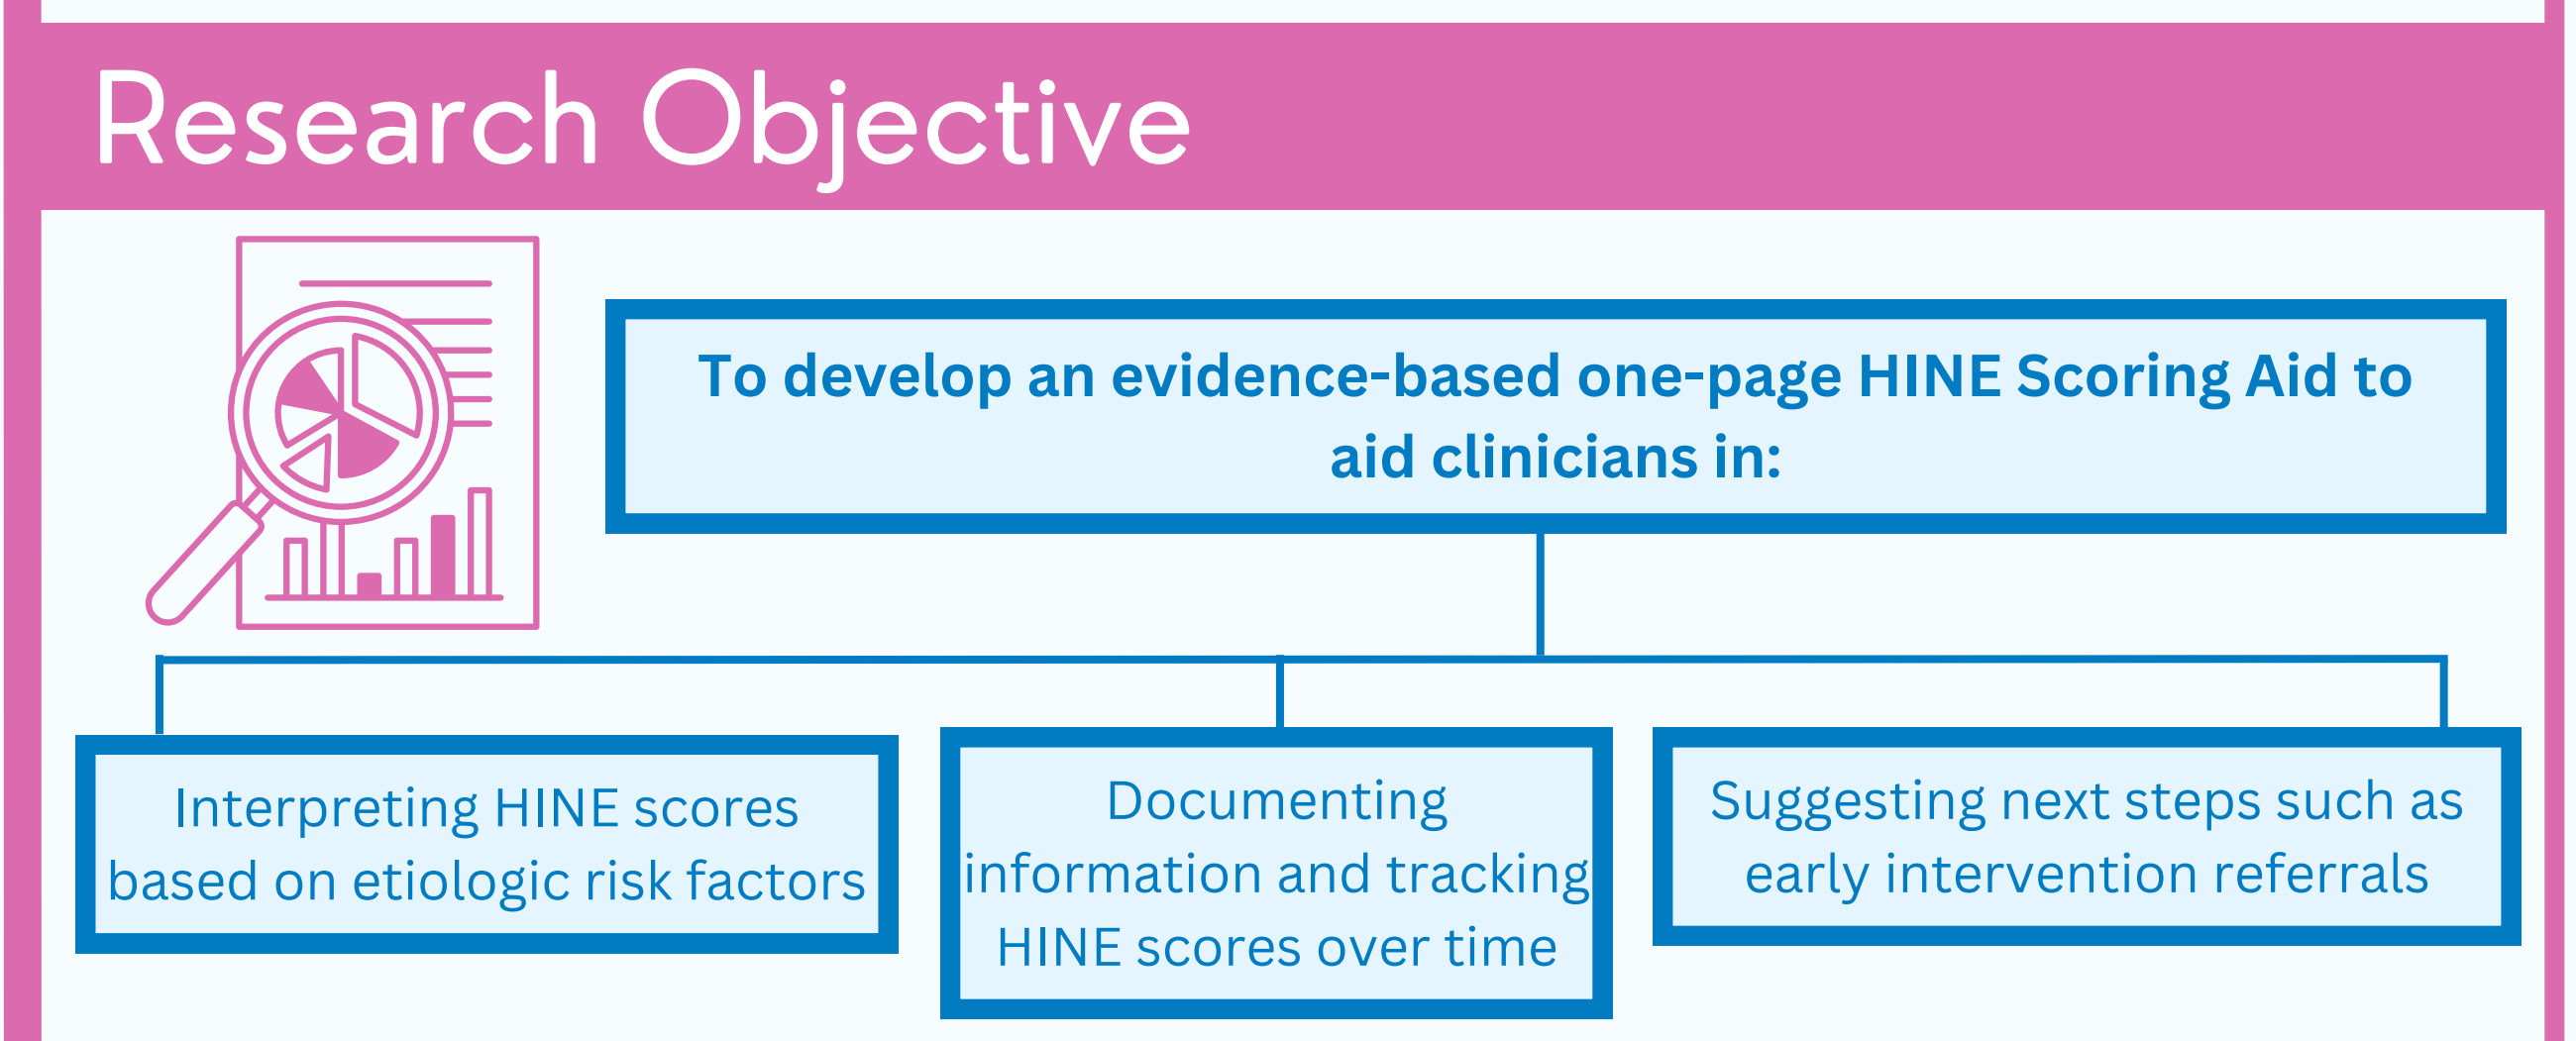 Research Objective
To develop an evidence-based one-page HINE Scoring Aid to
aid clinicians in:
Interpreting HINE scores
based on etiologic risk factors
Documenting
information and tracking
HINE scores over time
Suggesting next steps such as
early intervention referrals